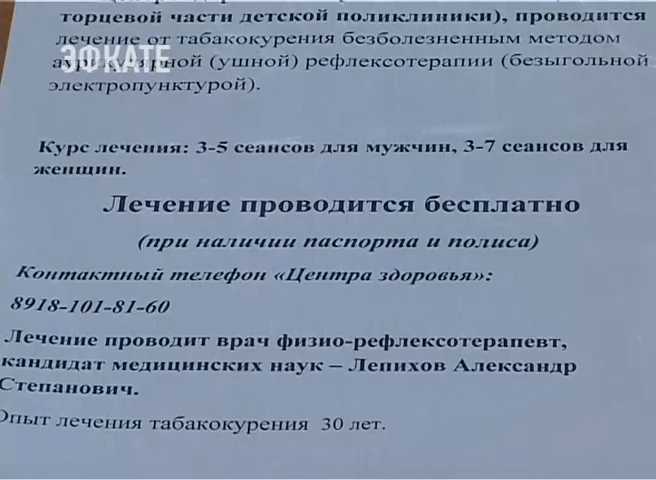 торцевой части детской поликлиники), проводится
лечение от табакокурения безболезненным методом
ЭФКАТЕ
(ушной) рефлексотерапии (безыгольной
электропунктурой).
Курс лечения: 3-5 сеансов для мужчин, 3-7 сеансов для
женщин.
Лечение проводится бесплатно
(при наличии паспорта и полиса)
Контактный телефон «Центра здоровья»:
8918-101-81-60
Лечение проводит врач физио-рефлексотерапевт,
кандидат медицинских наук – Лепихов Александр
Степанович.
Опыт лечения табакокурения 30 лет.